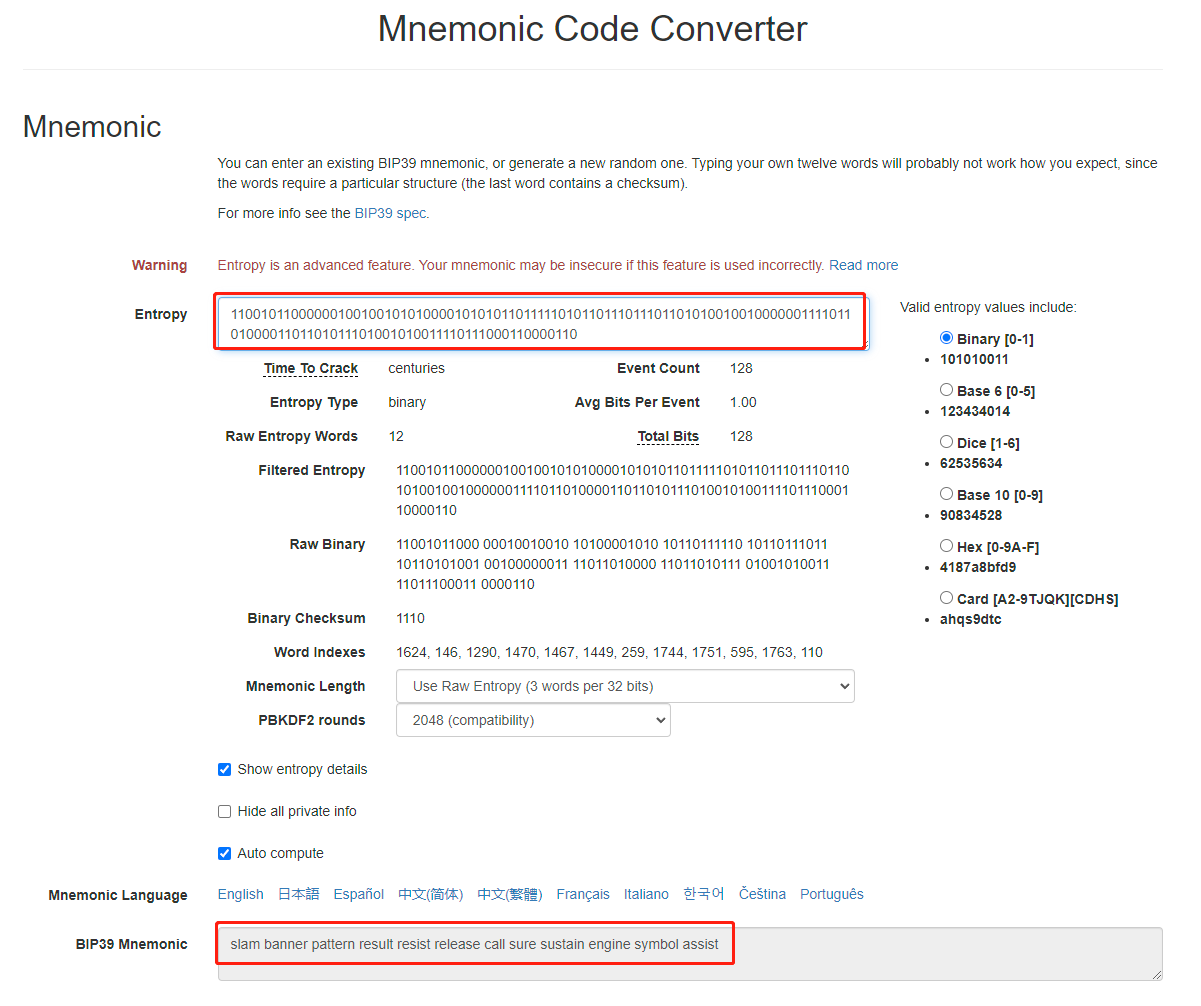 Mnemonic Code Converter
Mnemonic
You can enter an existing BIP39 mnemonic, or generate a new random one. Typing your own twelve words will probably not work how you expect, since
the words require a particular structure (the last word contains a checksum).
For more info see the BIP39 spec.
Warning
Entropy is an advanced feature. Your mnemonic may be insecure if this feature is used incorrectly. Read more
Entropy
110010110000001001001010100001010101101111101011011101110110101001001000000111101101
0100001101101011101001010011110111000110000110
Valid entropy values include:
Binary [0-1]
101010011
Base 6 [0-5]
123434014
Dice [1-6]
62535634
Base 10 [0-9]
90834528
Hex [0-9A-F]
4187a8bfd9
Card [A2-9TJQK][CDHS]
ahqs9dtc
Time To Crack centuries Event Count 128
Entropy Type binary Avg Bits Per Event 1.00
Raw Entropy Words 12 Total Bits 128
Filtered Entropy
110010110000001001001010100001010101101111101011011101110110
101001001000000111101101000011011010111010010100111101110001
10000110
Raw Binary
11001011000 00010010010 10100001010 10110111110 10110111011
10110101001 00100000011 11011010000 11011010111 01001010011
11011100011 0000110
Binary Checksum 1110
Word Indexes 1624, 146, 1290, 1470, 1467, 1449, 259, 1744, 1751, 595, 1763, 110
Mnemonic Length Use Raw Entropy (3 words per 32 bits)
PBKDF2 rounds 2048 (compatibility)
Show entropy details
Hide all private info
Auto compute
Mnemonic Language English 日本語 Español 中文(简体) 中文(繁體) Français Italiano 한국어 Čeština Português
BIP39 Mnemonic slam banner pattern result resist release call sure sustain engine symbol assist